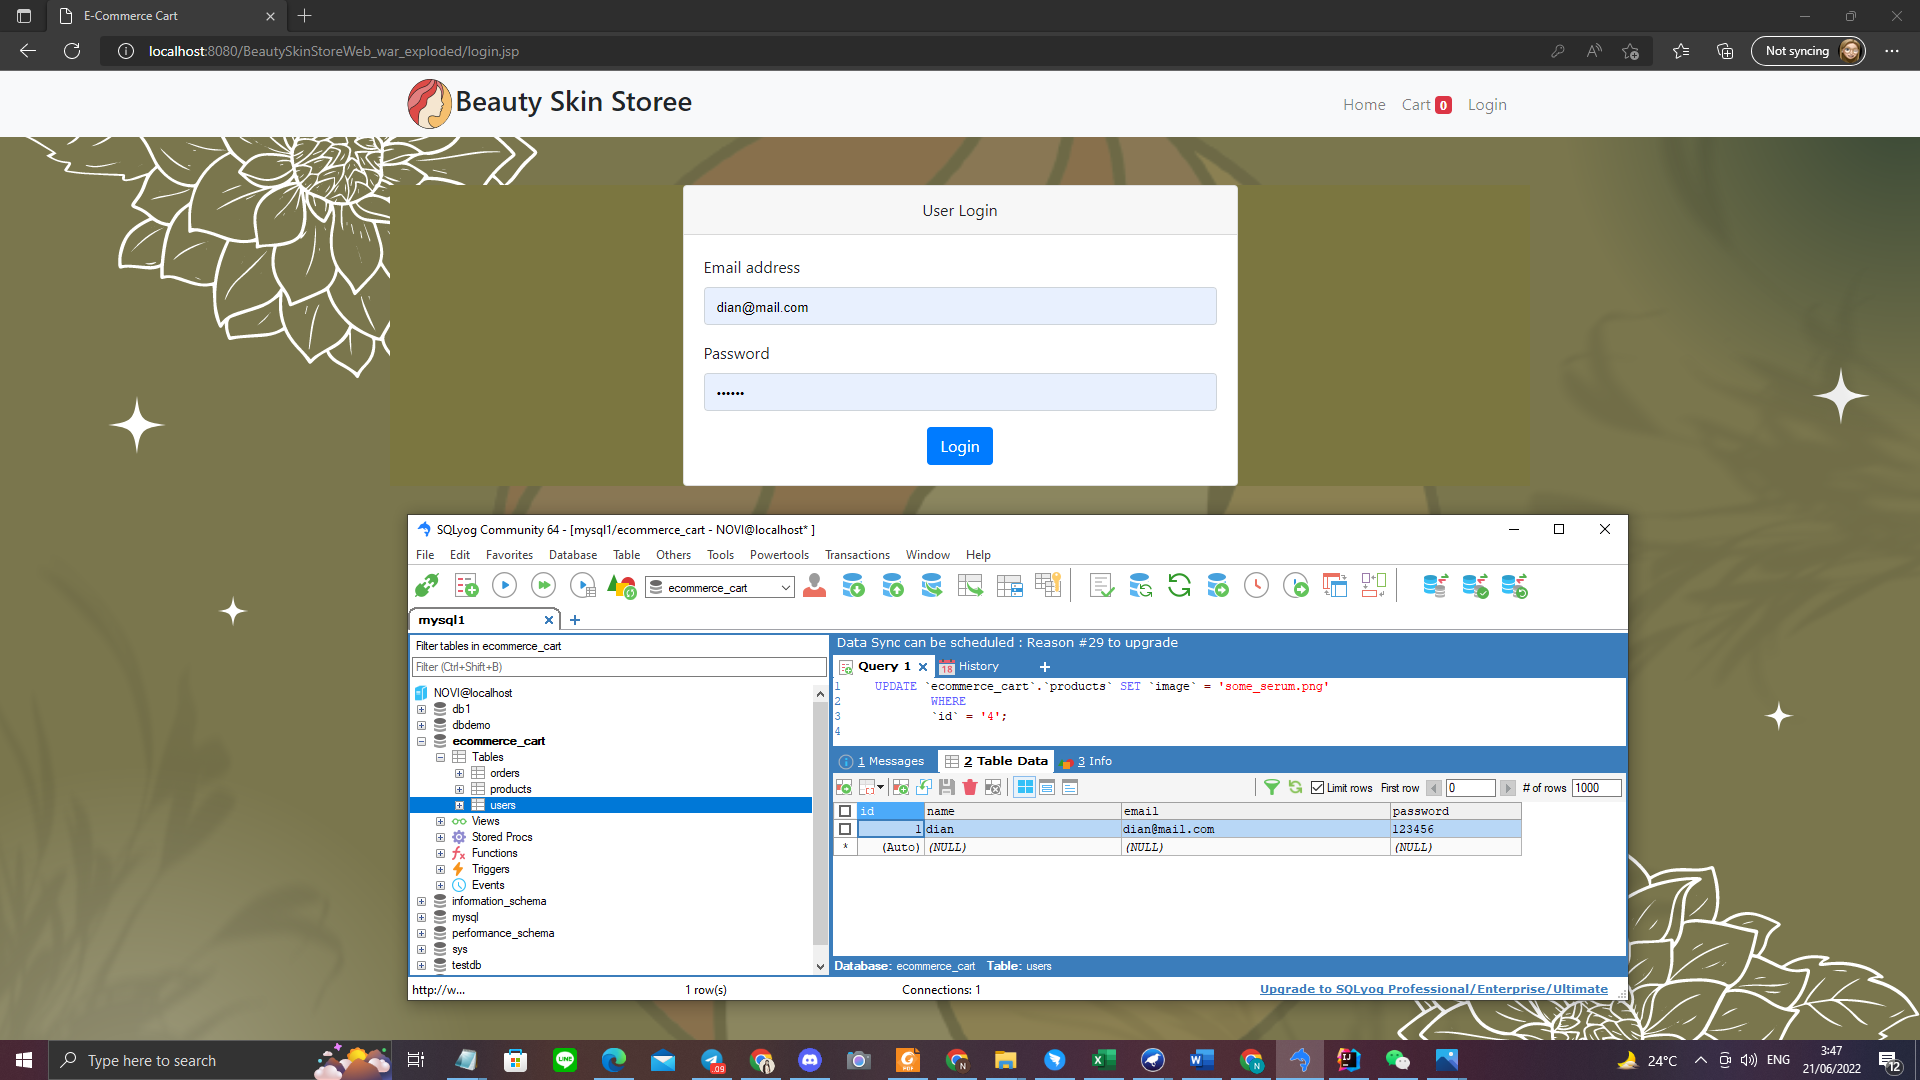 E-Commerce Cart
localhost:8080/BeautySkinStoreWeb_war_exploded/login.jsp
Not syncing
Beauty Skin Storee
Home
Cart 0
Login
User Login
Email address
dian@mail.com
Password
••••••
Login
SQLyog Community 64 - [mysql1/ecommerce_cart - NOVI@localhost* ]
File Edit Favorites Database Table Others Tools Powertools Transactions Window Help
ecommerce_cart
mysql1
Filter tables in ecommerce_cart
Filter (Ctrl+Shift+B)
NOVI@localhost
db1
dbdemo
ecommerce_cart
Tables
orders
products
users
Views
Stored Procs
Functions
Triggers
Events
information_schema
mysql
performance_schema
sys
testdb
Data Sync can be scheduled : Reason #29 to upgrade
Query 1
18 History
1 UPDATE `ecommerce_cart`.`products` SET `image` = 'some_serum.png'
2 WHERE
3 `id` = '4';
4
1 Messages
2 Table Data
3 Info
Limit rows First row 0 # of rows 1000
id name email password
1 dian dian@mail.com 123456
* (Auto) (NULL) (NULL) (NULL)
Database: ecommerce_cart Table: users
http://w...
1 row(s)
Connections: 1
Upgrade to SQLyog Professional/Enterprise/Ultimate
Type here to search
LINE
.09
N
PDF
N
X
W
N
IJ
24°C
ENG
3:47
21/06/2022
12